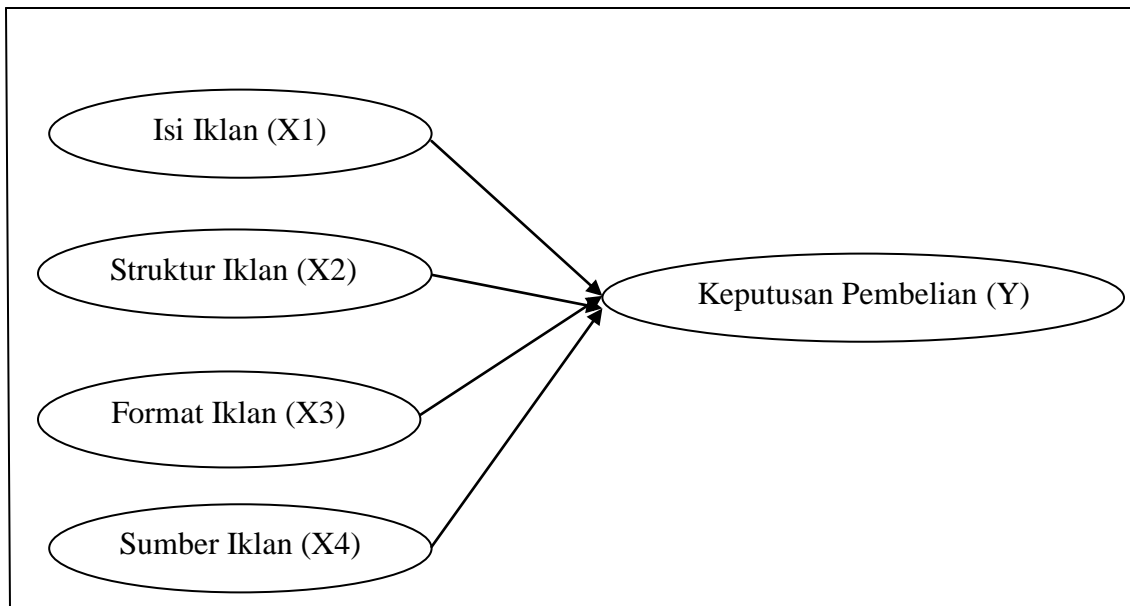 Isi Iklan (X1)
Struktur Iklan (X2)
Keputusan Pembelian (Y)
Format Iklan (X3)
Sumber Iklan (X4)